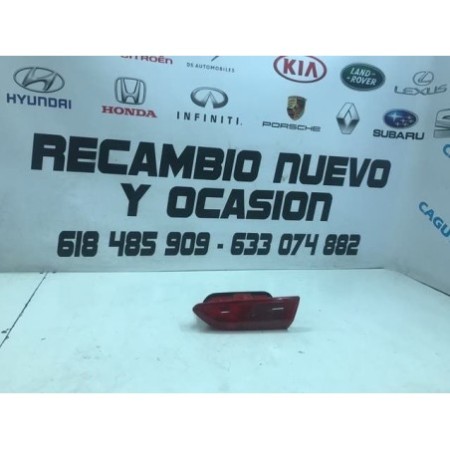 CITROËN
DS AUTOMOBILES
KIA
LAND ROVER
LEXUS
HYUNDAI
HONDA
INFINITI
PORSCHE
SUBARU
RECAMBIO NUEVO
Y OCASION
618 485 909 - 633 074 882
CAGU